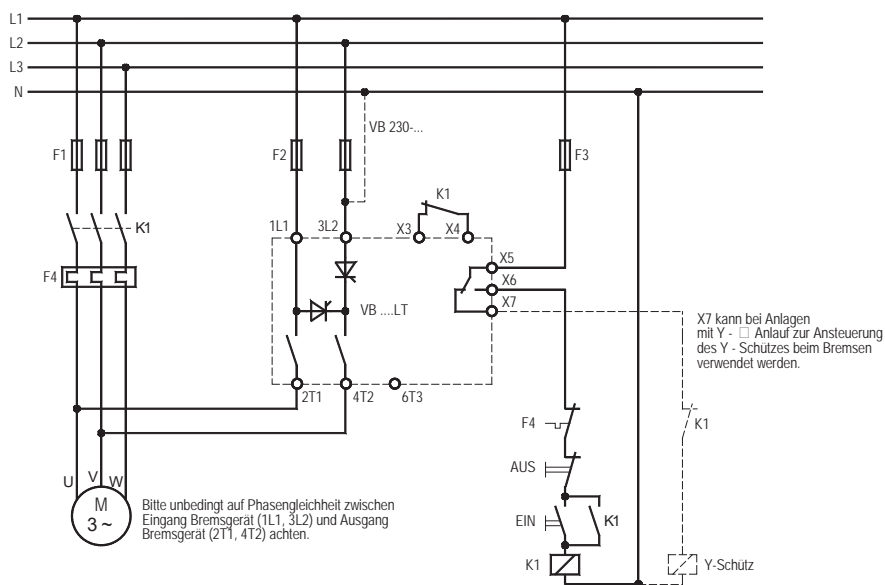 L1
L2
L3
N
VB 230-...
F1
F2
F3
K1
K1
1L1
3L2
X3
X4
F4
X5
X6
X7
VB ....LT
X7 kann bei Anlagen
mit Y - □ Anlauf zur Ansteuerung
des Y - Schützes beim Bremsen
verwendet werden.
2T1
4T2
6T3
F4
K1
AUS
U
V
W
M
3 ~
Bitte unbedingt auf Phasengleichheit zwischen
Eingang Bremsgerät (1L1, 3L2) und Ausgang
Bremsgerät (2T1, 4T2) achten.
EIN
K1
K1
Y-Schütz